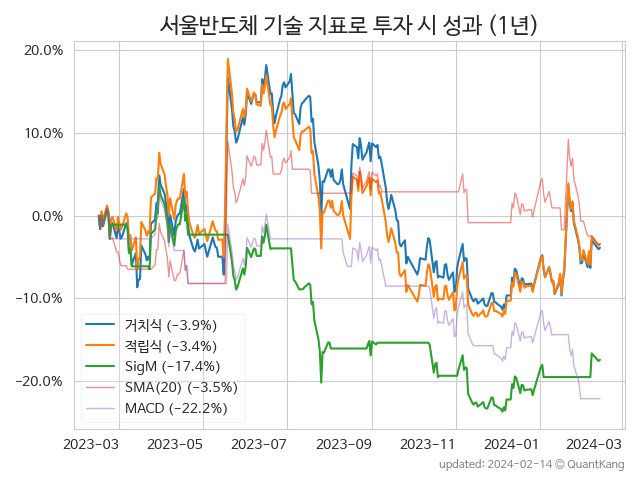 서울반도체 기술 지표로 투자 시 성과 (1년)
20.0%
10.0%
0.0%
−10.0%
−20.0%
거치식 (−3.9%)
적립식 (−3.4%)
SigM (−17.4%)
SMA(20) (−3.5%)
MACD (−22.2%)
2023-03 2023-05 2023-07 2023-09 2023-11 2024-01 2024-03
updated: 2024-02-14 © QuantKang